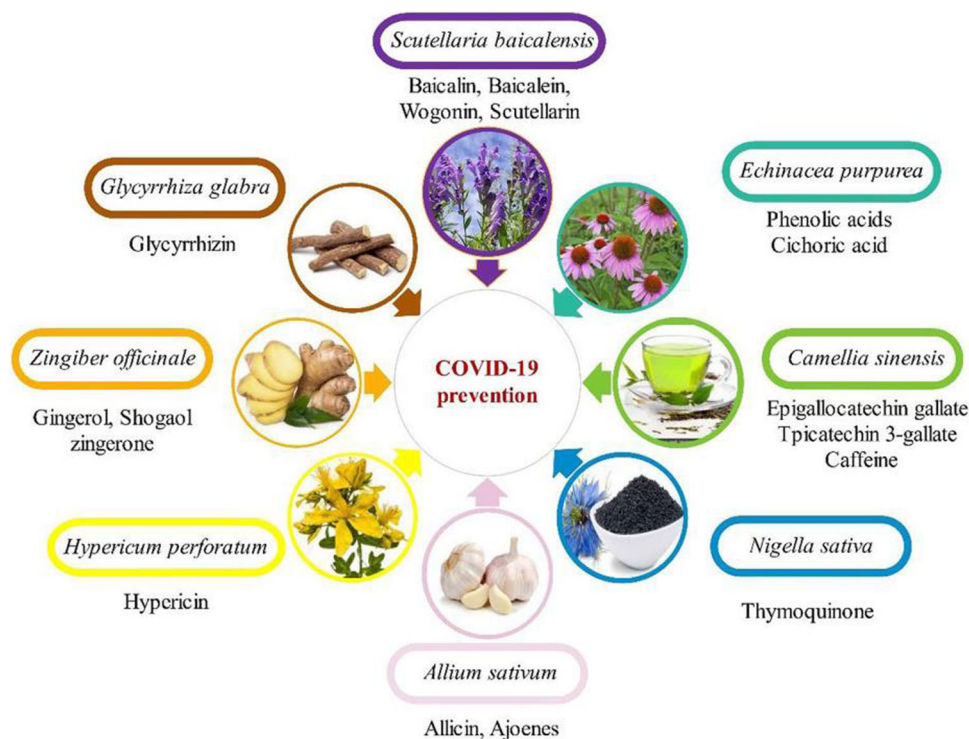 Scutellaria baicalensis
Baicalin, Baicalein,
Wogonin, Scutellarin
Glycyrrhiza glabra
Glycyrrhizin
Echinacea purpurea
Phenolic acids
Cichoric acid
Zingiber officinale
Gingerol, Shogaol
zingerone
COVID-19
prevention
Camellia sinensis
Epigallocatechin gallate
Tpicatechin 3-gallate
Caffeine
Hypericum perforatum
Hypericin
Nigella sativa
Thymoquinone
Allium sativum
Allicin, Ajoenes